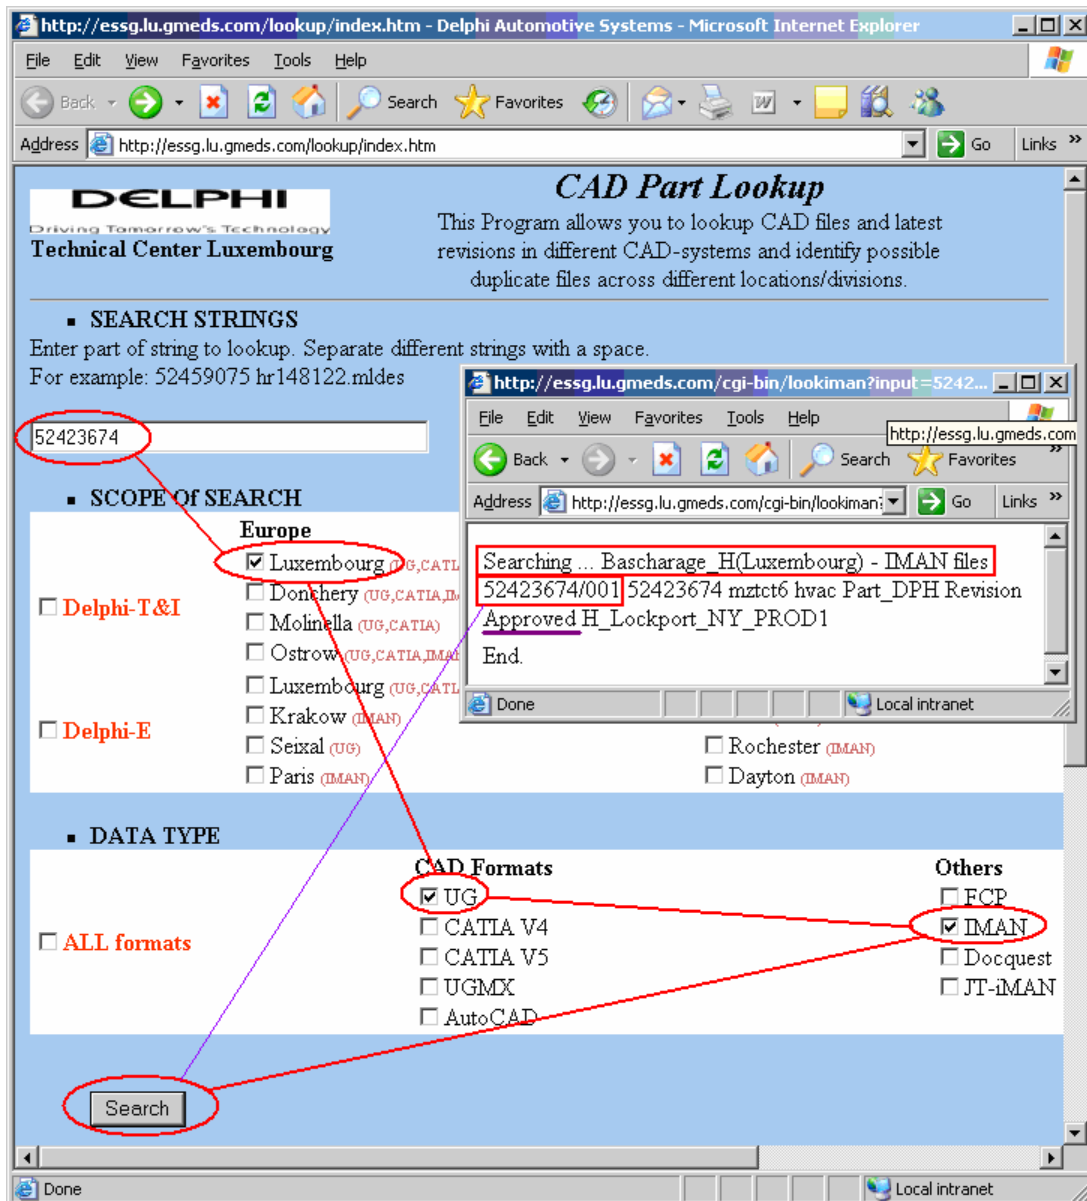 http://essg.lu.gmeds.com/lookup/index.htm - Delphi Automotive Systems - Microsoft Internet Explorer
File Edit View Favorites Tools Help
Back Search Favorites
Address http://essg.lu.gmeds.com/lookup/index.htm Go Links »
DELPHI
Driving Tomorrow's Technology
Technical Center Luxembourg
CAD Part Lookup
This Program allows you to lookup CAD files and latest
revisions in different CAD-systems and identify possible
duplicate files across different locations/divisions.
SEARCH STRINGS
Enter part of string to lookup. Separate different strings with a space.
For example: 52459075 hr148122.mldes
52423674
SCOPE Of SEARCH
Europe
Delphi-T&I
Luxembourg (UG,CATI
Donchery (UG,CATIA,IM
Molinella (UG,CATIA)
Ostrow (UG,CATIA,IMAN
Delphi-E
Luxembourg (UG,CATI
Krakow (IMAN)
Seixal (UG)
Paris (IMAN)
Rochester (IMAN)
Dayton (IMAN)
http://essg.lu.gmeds.com/cgi-bin/lookiman?input=5242...
File Edit View Favorites Tools Help
http://essg.lu.gmeds.com
Back Search Favorites »
Address http://essg.lu.gmeds.com/cgi-bin/lookiman? Go Links »
Searching ... Bascharage_H(Luxembourg) - IMAN files
52423674/001 52423674 mztct6 hvac Part_DPH Revision
Approved H_Lockport_NY_PROD1
End.
Done Local intranet
DATA TYPE
ALL formats
CAD Formats
UG
CATIA V4
CATIA V5
UGMX
AutoCAD
Others
FCP
IMAN
Docquest
JT-iMAN
Search
Done Local intranet